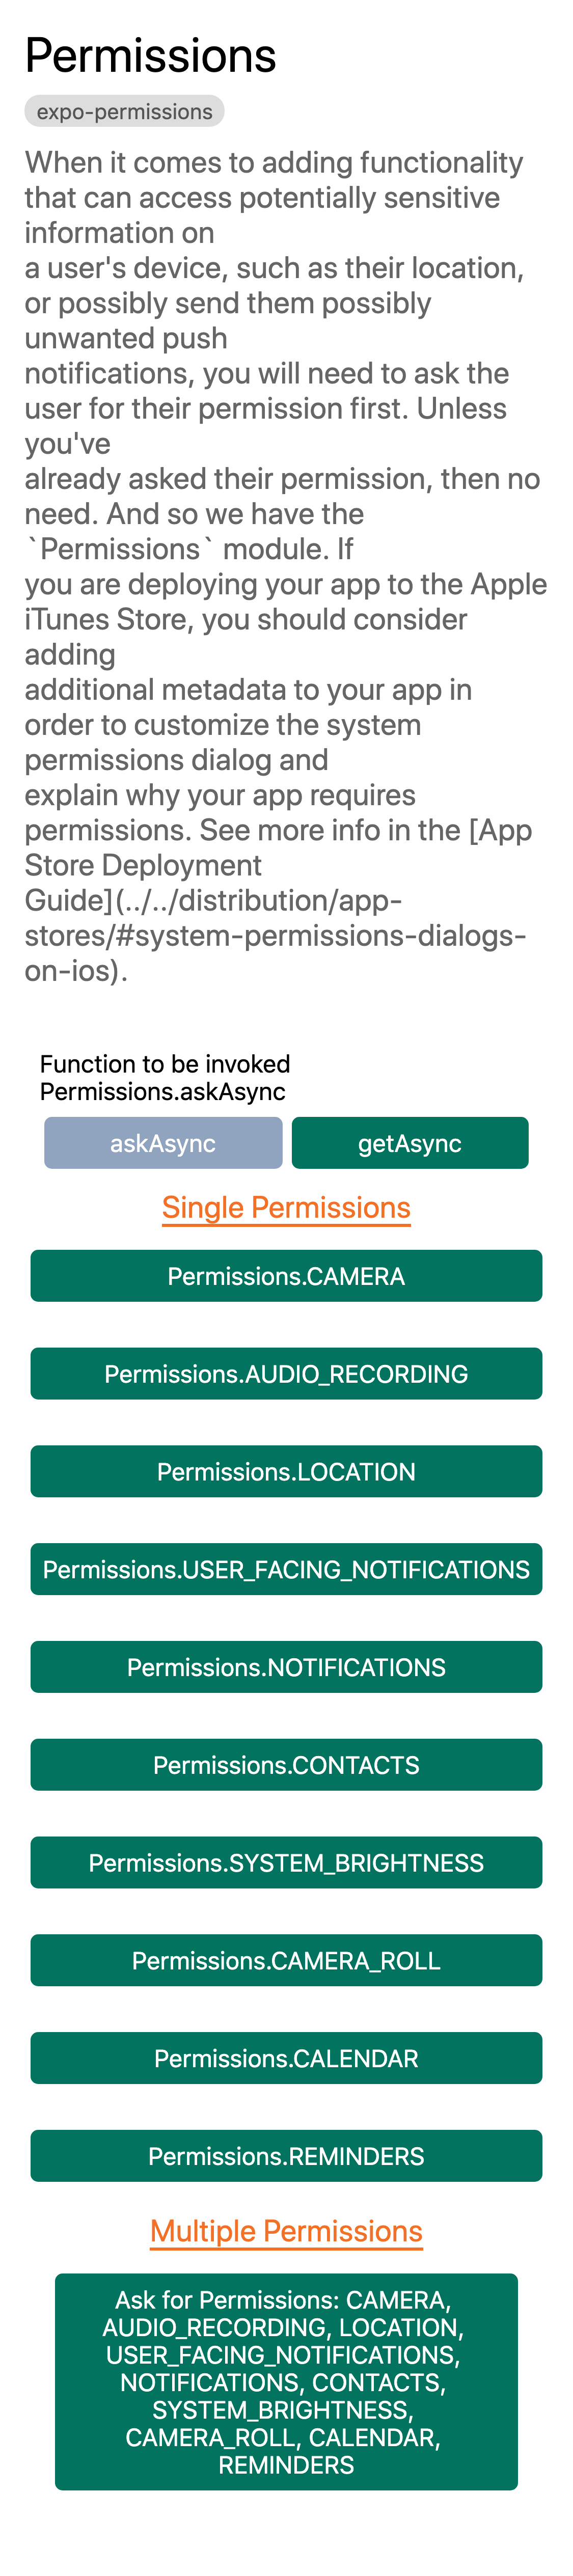 Permissions
expo-permissions
When it comes to adding functionality
that can access potentially sensitive
information on
a user's device, such as their location,
or possibly send them possibly
unwanted push
notifications, you will need to ask the
user for their permission first. Unless
you've
already asked their permission, then no
need. And so we have the
`Permissions` module. If
you are deploying your app to the Apple
iTunes Store, you should consider
adding
additional metadata to your app in
order to customize the system
permissions dialog and
explain why your app requires
permissions. See more info in the [App
Store Deployment
Guide](../../distribution/app-
stores/#system-permissions-dialogs-
on-ios).
Function to be invoked
Permissions.askAsync
askAsync
getAsync
Single Permissions
Permissions.CAMERA
Permissions.AUDIO_RECORDING
Permissions.LOCATION
Permissions.USER_FACING_NOTIFICATIONS
Permissions.NOTIFICATIONS
Permissions.CONTACTS
Permissions.SYSTEM_BRIGHTNESS
Permissions.CAMERA_ROLL
Permissions.CALENDAR
Permissions.REMINDERS
Multiple Permissions
Ask for Permissions: CAMERA,
AUDIO_RECORDING, LOCATION,
USER_FACING_NOTIFICATIONS,
NOTIFICATIONS, CONTACTS,
SYSTEM_BRIGHTNESS,
CAMERA_ROLL, CALENDAR,
REMINDERS